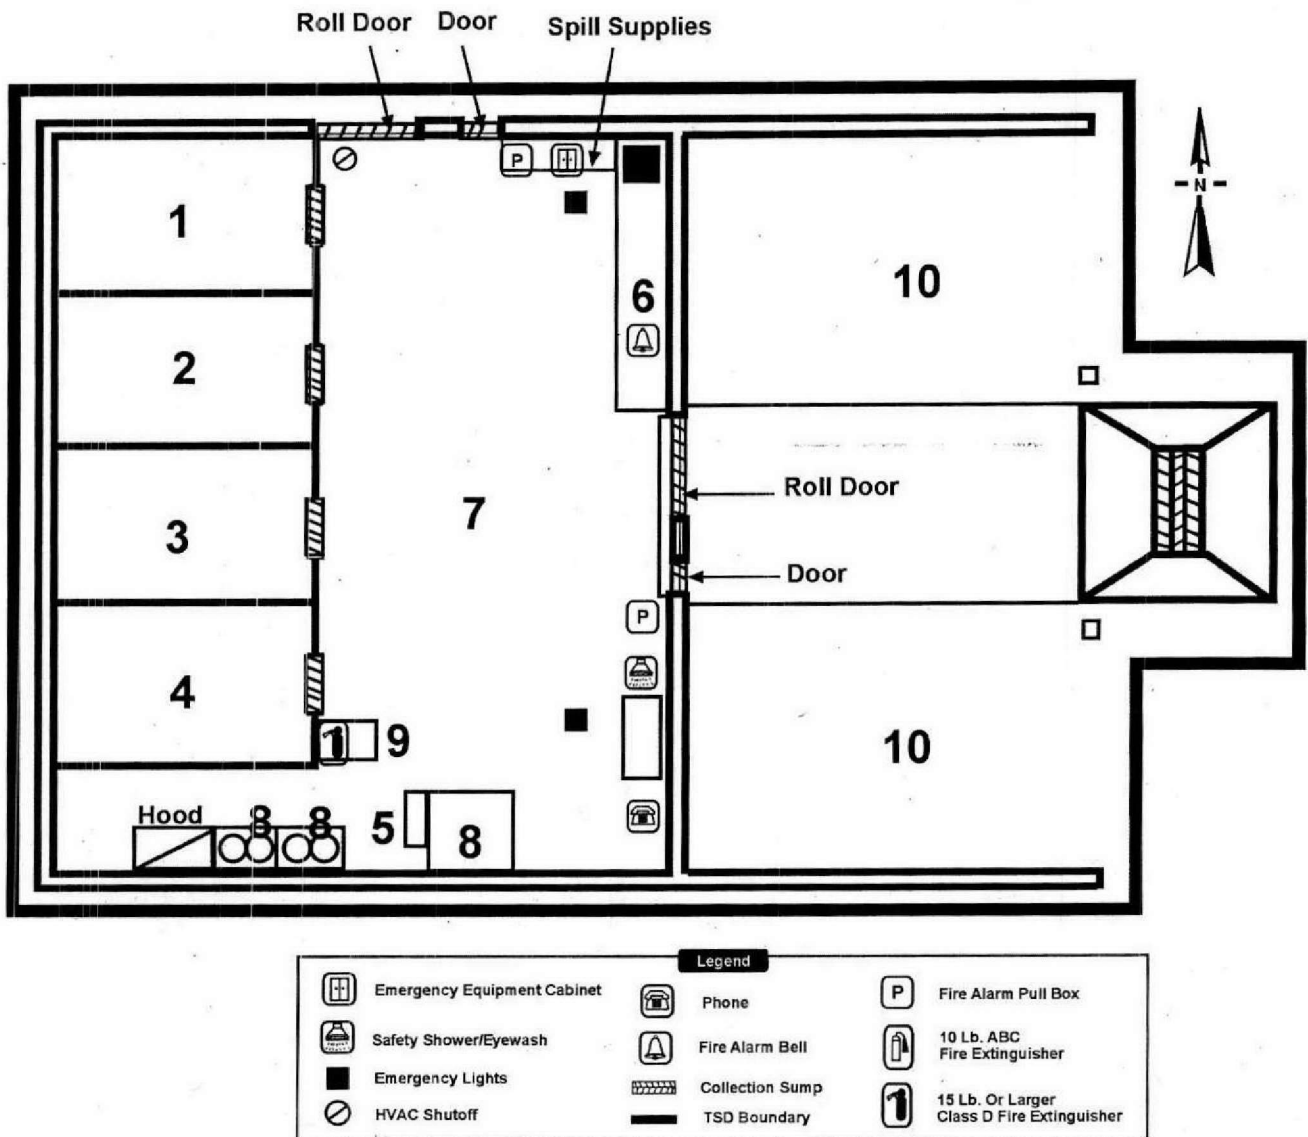 Roll Door Door Spill Supplies
P
N
1
10
6
2
7
Roll Door
3
Door
P
4
9
10
Hood 8 8 5 8
Legend
Emergency Equipment Cabinet
Phone
P Fire Alarm Pull Box
Safety Shower/Eyewash
Fire Alarm Bell
10 Lb. ABC
Fire Extinguisher
Emergency Lights
Collection Sump
HVAC Shutoff
TSD Boundary
15 Lb. Or Larger
Class D Fire Extinguisher